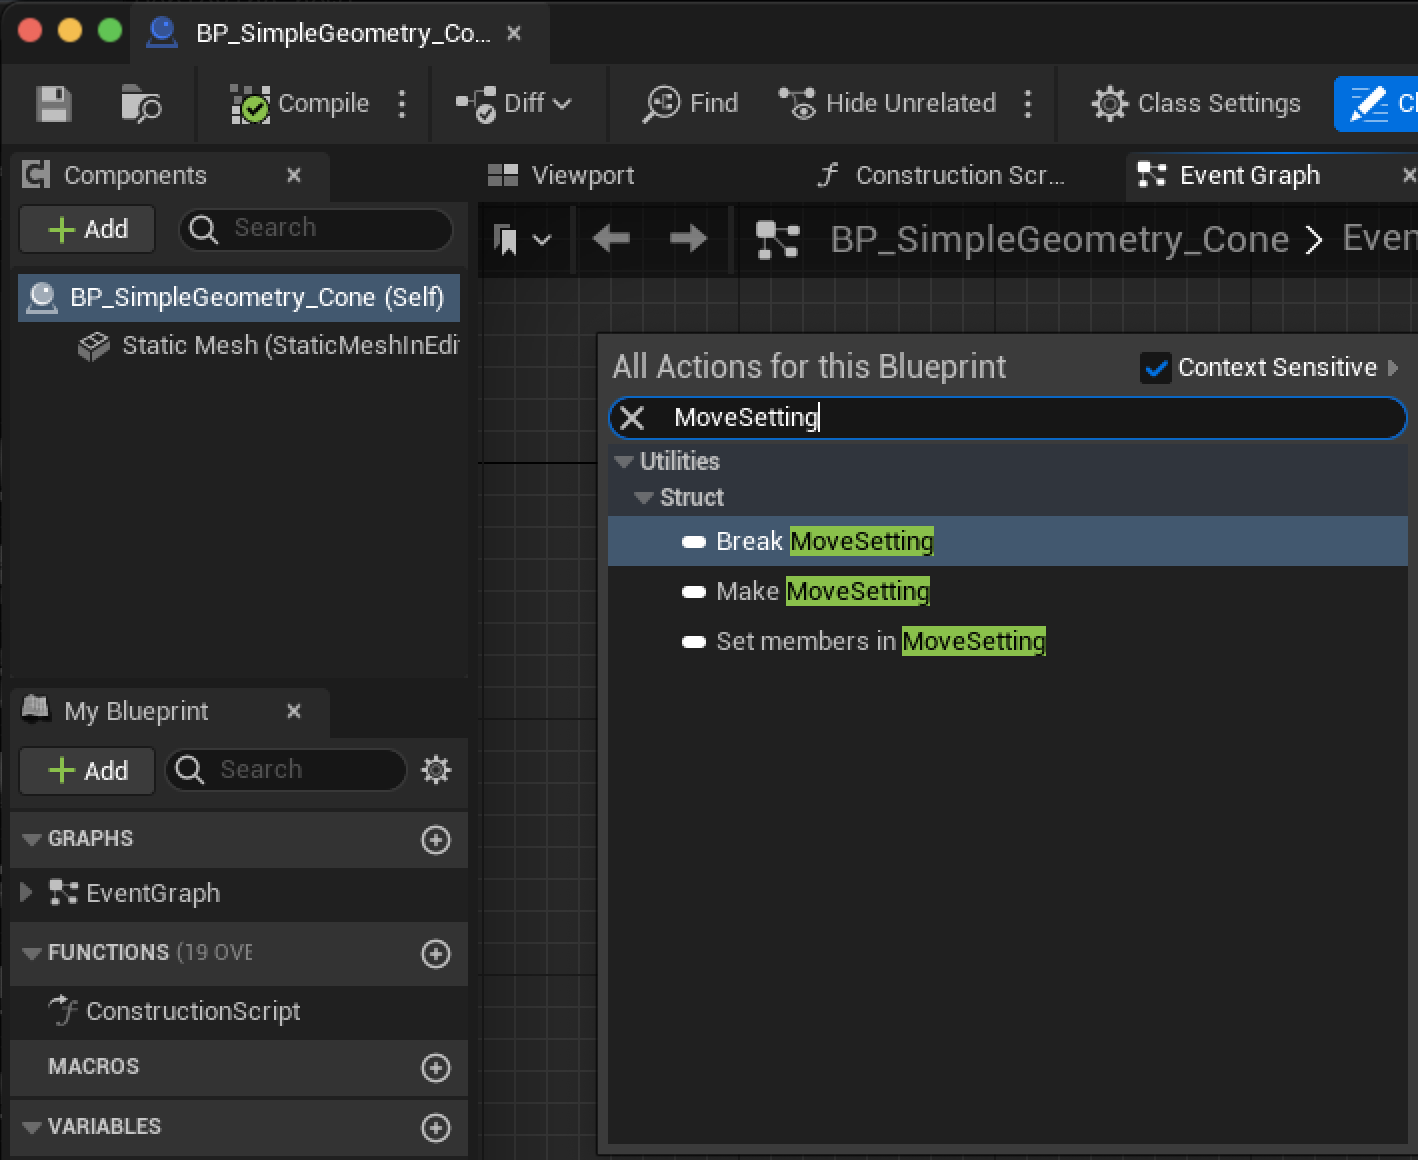 BP_SimpleGeometry_Co...
Compile
Diff
Find
Hide Unrelated
Class Settings
Components
Viewport
Construction Scr...
Event Graph
Add
Search
BP_SimpleGeometry_Cone
BP_SimpleGeometry_Cone (Self)
Static Mesh (StaticMeshInEdi
All Actions for this Blueprint
Context Sensitive
MoveSetting
Utilities
Struct
Break MoveSetting
Make MoveSetting
Set members in MoveSetting
My Blueprint
Add
Search
GRAPHS
EventGraph
FUNCTIONS (19 OVE
ConstructionScript
MACROS
VARIABLES